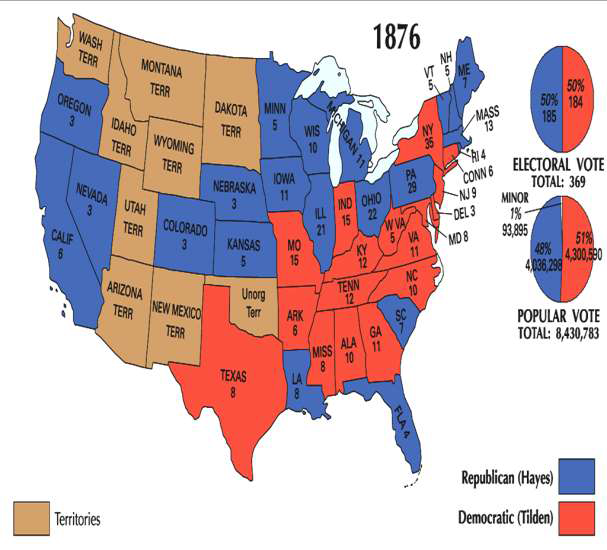 1876
WASH
TERR
MONTANA
TERR
DAKOTA
TERR
MINN
5
OREGON
3
IDAHO
TERR
WYOMING
TERR
WIS
10
MICHIGAN 11
VT
5
NH
5
ME
7
MASS
13
NY
35
RI 4
CONN 6
NEVADA
3
UTAH
TERR
COLORADO
3
NEBRASKA
3
IOWA
11
ILL
21
IND
15
OHIO
22
PA
29
NJ 9
DEL 3
MD 8
CALIF
6
KANSAS
5
MO
15
KY
12
W VA
5
VA
11
ARIZONA
TERR
NEW MEXICO
TERR
Unorg
Terr
ARK
6
TENN
12
NC
10
SC
7
TEXAS
8
LA
8
MISS
8
ALA
10
GA
11
FLA 4
50%
185
50%
184
ELECTORAL VOTE
TOTAL: 369
MINOR
1%
93,895
48%
4,036,298
51%
4,300,590
POPULAR VOTE
TOTAL: 8,430,783
Republican (Hayes)
Democratic (Tilden)
Territories